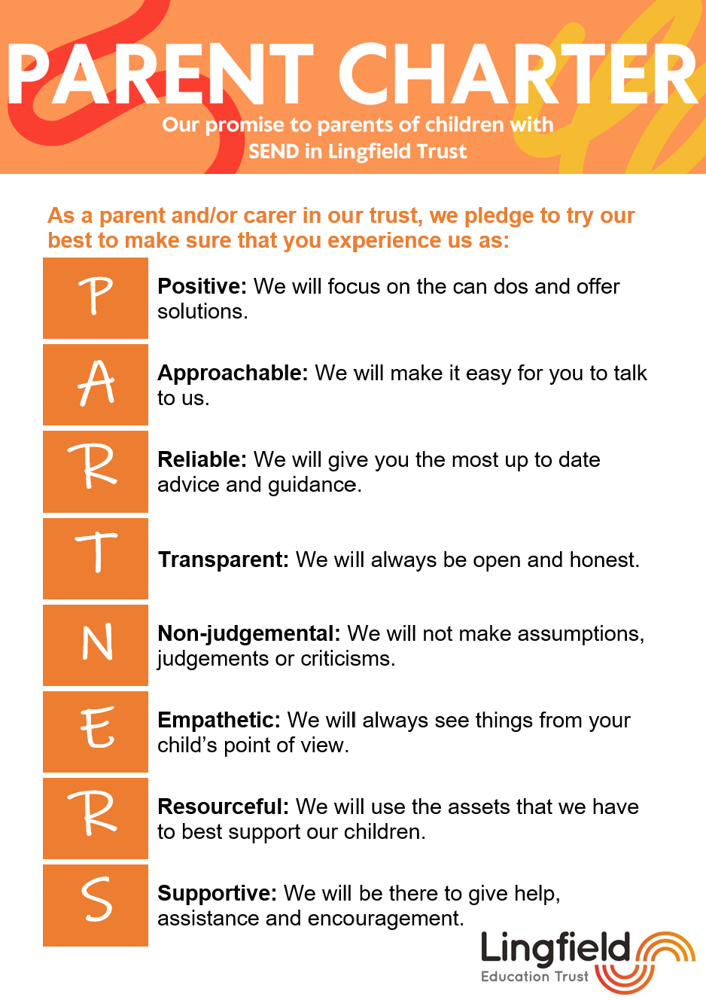 PARENT CHARTER
Our promise to parents of children with
SEND in Lingfield Trust
As a parent and/or carer in our trust, we pledge to try our
best to make sure that you experience us as:
P
Positive: We will focus on the can dos and offer
solutions.
A
Approachable: We will make it easy for you to talk
to us.
R
Reliable: We will give you the most up to date
advice and guidance.
T
Transparent: We will always be open and honest.
N
Non-judgemental: We will not make assumptions,
judgements or criticisms.
E
Empathetic: We will always see things from your
child’s point of view.
R
Resourceful: We will use the assets that we have
to best support our children.
S
Supportive: We will be there to give help,
assistance and encouragement.
Lingfield
Education Trust